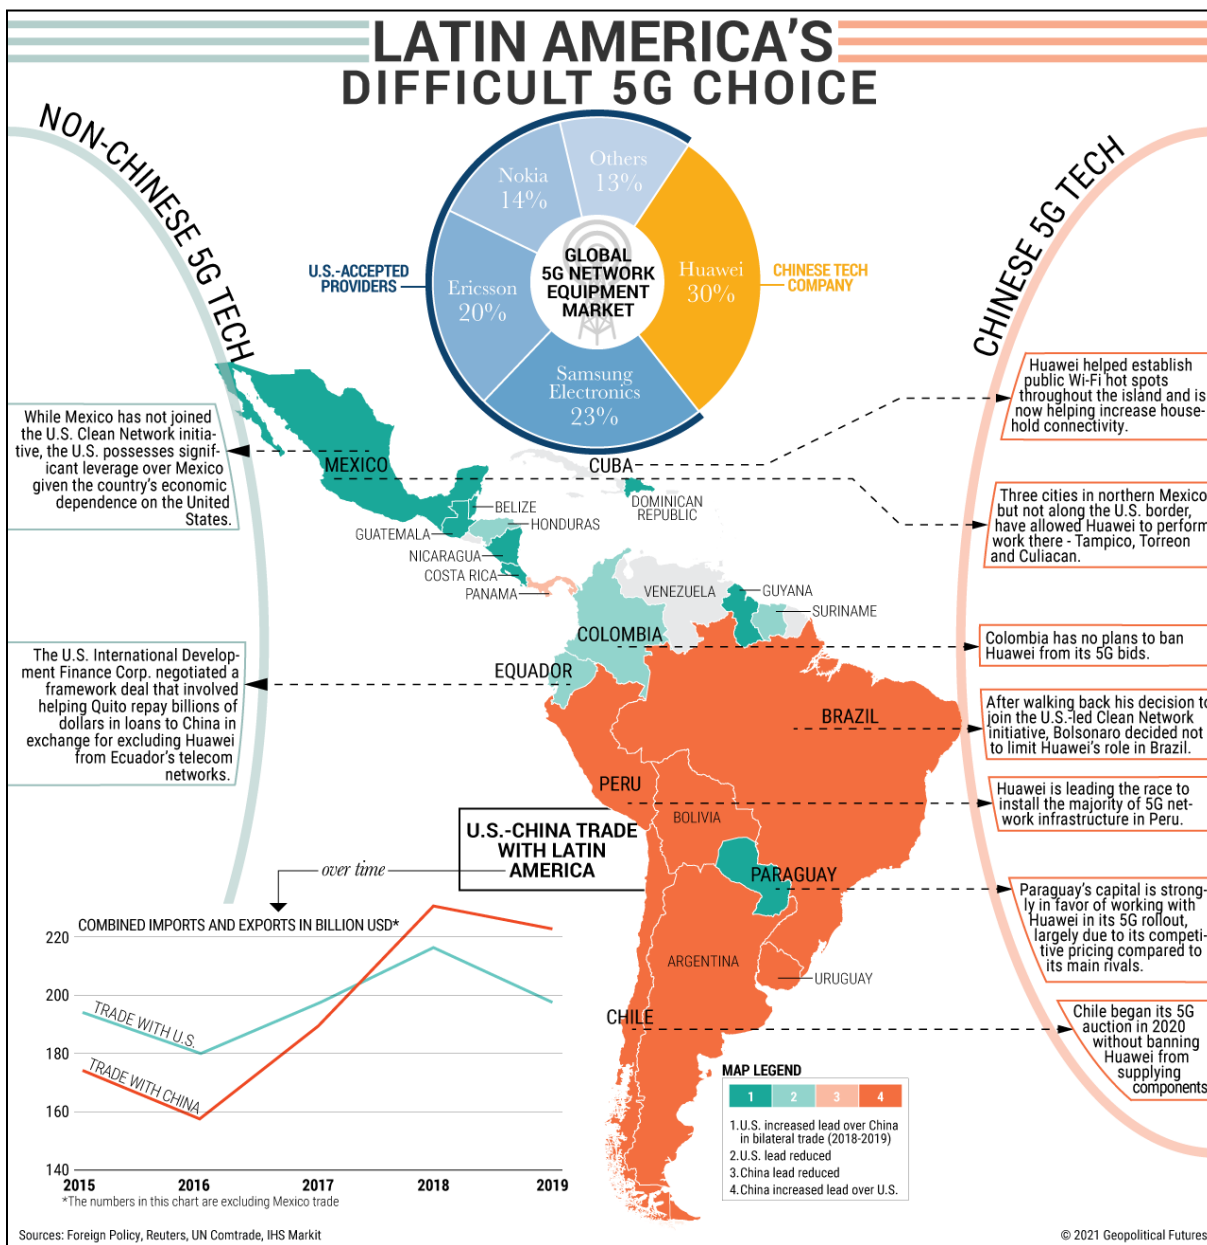 LATIN AMERICA'S
DIFFICULT 5G CHOICE
NON-CHINESE 5G TECH
CHINESE 5G TECH
Nokia
14%
Others
13%
Ericsson
20%
Huawei
30%
Samsung
Electronics
23%
GLOBAL
5G NETWORK
EQUIPMENT
MARKET
U.S.-ACCEPTED
PROVIDERS
CHINESE TECH
COMPANY
While Mexico has not joined
the U.S. Clean Network initia-
tive, the U.S. possesses signif-
icant leverage over Mexico
given the country's economic
dependence on the United
States.
The U.S. International Develop-
ment Finance Corp. negotiated a
framework deal that involved
helping Quito repay billions of
dollars in loans to China in
exchange for excluding Huawei
from Ecuador's telecom
networks.
MEXICO
CUBA
BELIZE
DOMINICAN
REPUBLIC
HONDURAS
GUATEMALA
NICARAGUA
COSTA RICA
PANAMA
VENEZUELA
GUYANA
SURINAME
COLOMBIA
EQUADOR
BRAZIL
PERU
BOLIVIA
PARAGUAY
ARGENTINA
URUGUAY
CHILE
Huawei helped establish
public Wi-Fi hot spots
throughout the island and is
now helping increase house-
hold connectivity.
Three cities in northern Mexico,
but not along the U.S. border,
have allowed Huawei to perform
work there - Tampico, Torreon
and Culiacan.
Colombia has no plans to ban
Huawei from its 5G bids.
After walking back his decision to
join the U.S.-led Clean Network
initiative, Bolsonaro decided not
to limit Huawei's role in Brazil.
Huawei is leading the race to
install the majority of 5G net-
work infrastructure in Peru.
Paraguay's capital is strong-
ly in favor of working with
Huawei in its 5G rollout,
largely due to its competi-
tive pricing compared to
its main rivals.
Chile began its 5G
auction in 2020
without banning
Huawei from
supplying
components
U.S.-CHINA TRADE
WITH LATIN
AMERICA
over time
COMBINED IMPORTS AND EXPORTS IN BILLION USD*
220
200
180
160
140
TRADE WITH U.S.
TRADE WITH CHINA
2015 2016 2017 2018 2019
*The numbers in this chart are excluding Mexico trade
MAP LEGEND
1 2 3 4
1. U.S. increased lead over China
in bilateral trade (2018-2019)
2. U.S. lead reduced
3. China lead reduced
4. China increased lead over U.S.
Sources: Foreign Policy, Reuters, UN Comtrade, IHS Markit
© 2021 Geopolitical Futures